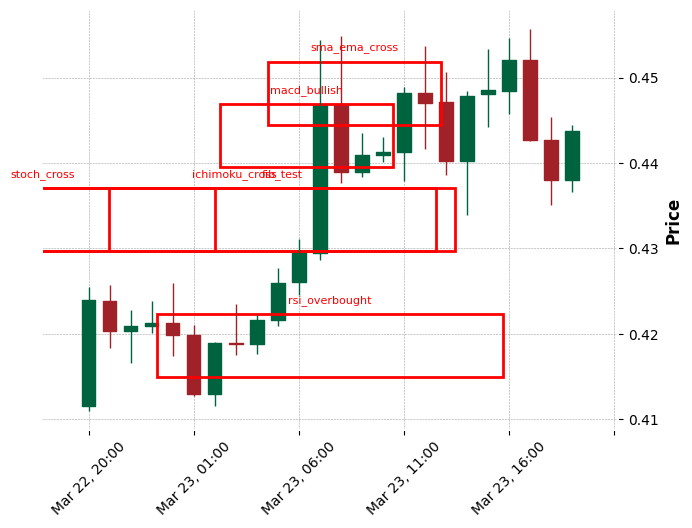 sma_ema_cross
macd_bullish
stoch_cross
ichimoku_cross
fib_test
rsi_overbought
0.45
0.44
0.43
0.42
0.41
Price
Mar 22, 20:00
Mar 23, 01:00
Mar 23, 06:00
Mar 23, 11:00
Mar 23, 16:00